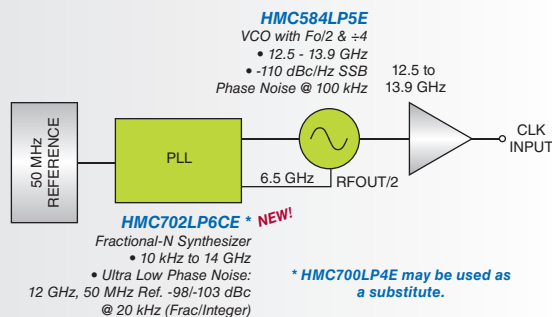 HMC584LP5E
VCO with Fo/2 & ÷4
• 12.5 - 13.9 GHz
• -110 dBc/Hz SSB
Phase Noise @ 100 kHz
12.5 to
13.9 GHz
50 MHz
REFERENCE
PLL
6.5 GHz
RFOUT/2
CLK
INPUT
HMC702LP6CE * NEW!
Fractional-N Synthesizer
• 10 kHz to 14 GHz
• Ultra Low Phase Noise:
12 GHz, 50 MHz Ref. -98/-103 dBc
@ 20 kHz (Frac/Integer)
* HMC700LP4E may be used as
a substitute.